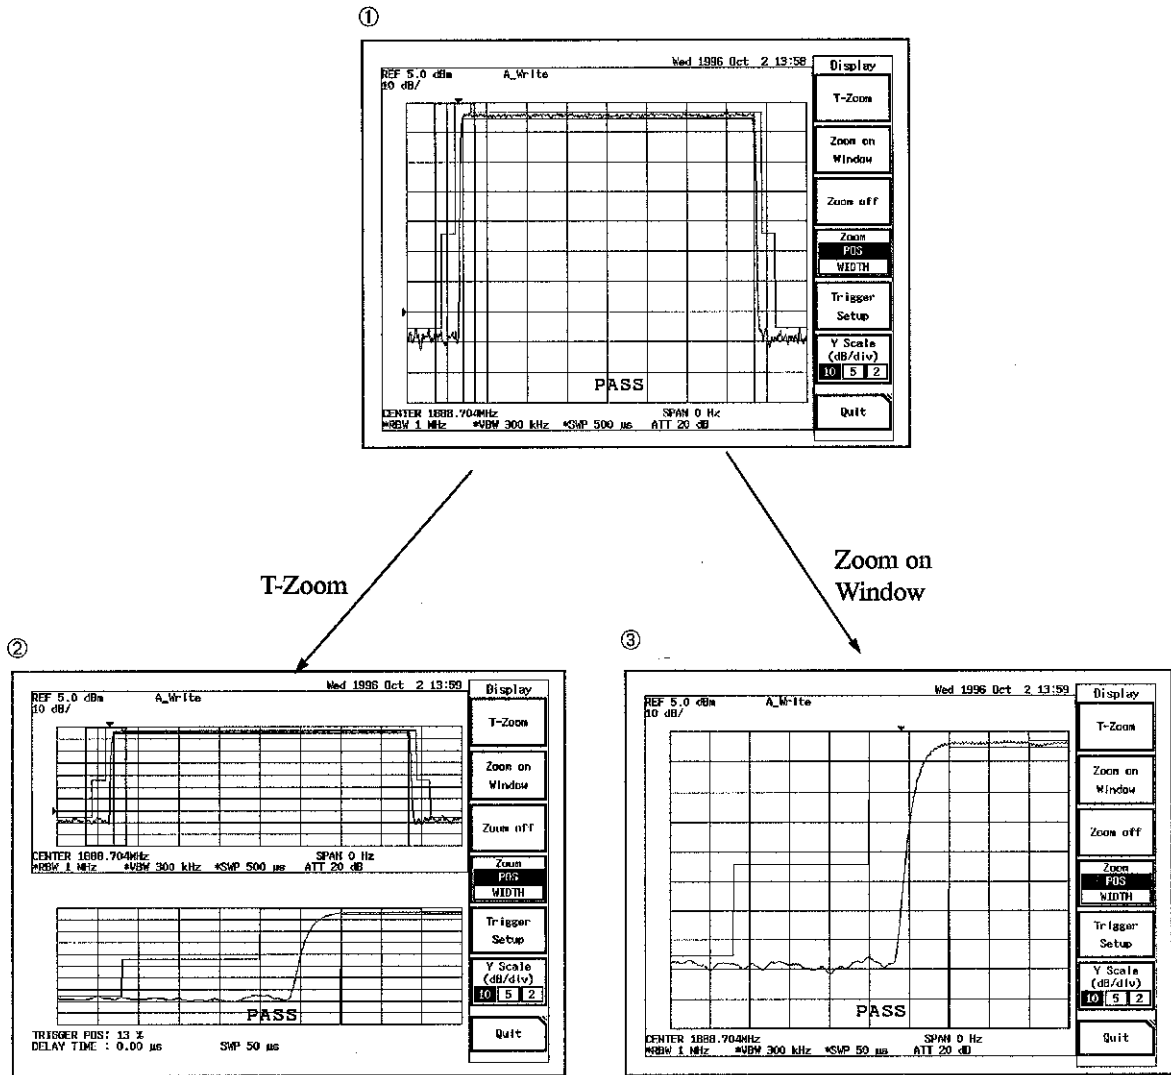 ①
Wed 1996 Oct 2 13:58
REF 5.0 dBm A_Write
10 dB/
PASS
CENTER 1888.704MHz SPAN 0 Hz
*RBW 1 MHz *VBW 300 kHz *SWP 500 µs ATT 20 dB
Display
T-Zoom
Zoom on
Window
Zoom off
Zoom
POS
WIDTH
Trigger
Setup
Y Scale
(dB/div)
10 5 2
Quit
T-Zoom
Zoom on
Window
②
Wed 1996 Oct 2 13:59
REF 5.0 dBm A_Write
10 dB/
CENTER 1888.704MHz SPAN 0 Hz
*RBW 1 MHz *VBW 300 kHz *SWP 500 µs ATT 20 dB
PASS
TRIGGER POS: 13 %
DELAY TIME : 0.00 µs SWP 50 µs
Display
T-Zoom
Zoom on
Window
Zoom off
Zoom
POS
WIDTH
Trigger
Setup
Y Scale
(dB/div)
10 5 2
Quit
③
Wed 1996 Oct 2 13:59
REF 5.0 dBm A_Write
10 dB/
PASS
CENTER 1888.704MHz SPAN 0 Hz
*RBW 1 MHz *VBW 300 kHz *SWP 50 µs ATT 20 dB
Display
T-Zoom
Zoom on
Window
Zoom off
Zoom
POS
WIDTH
Trigger
Setup
Y Scale
(dB/div)
10 5 2
Quit